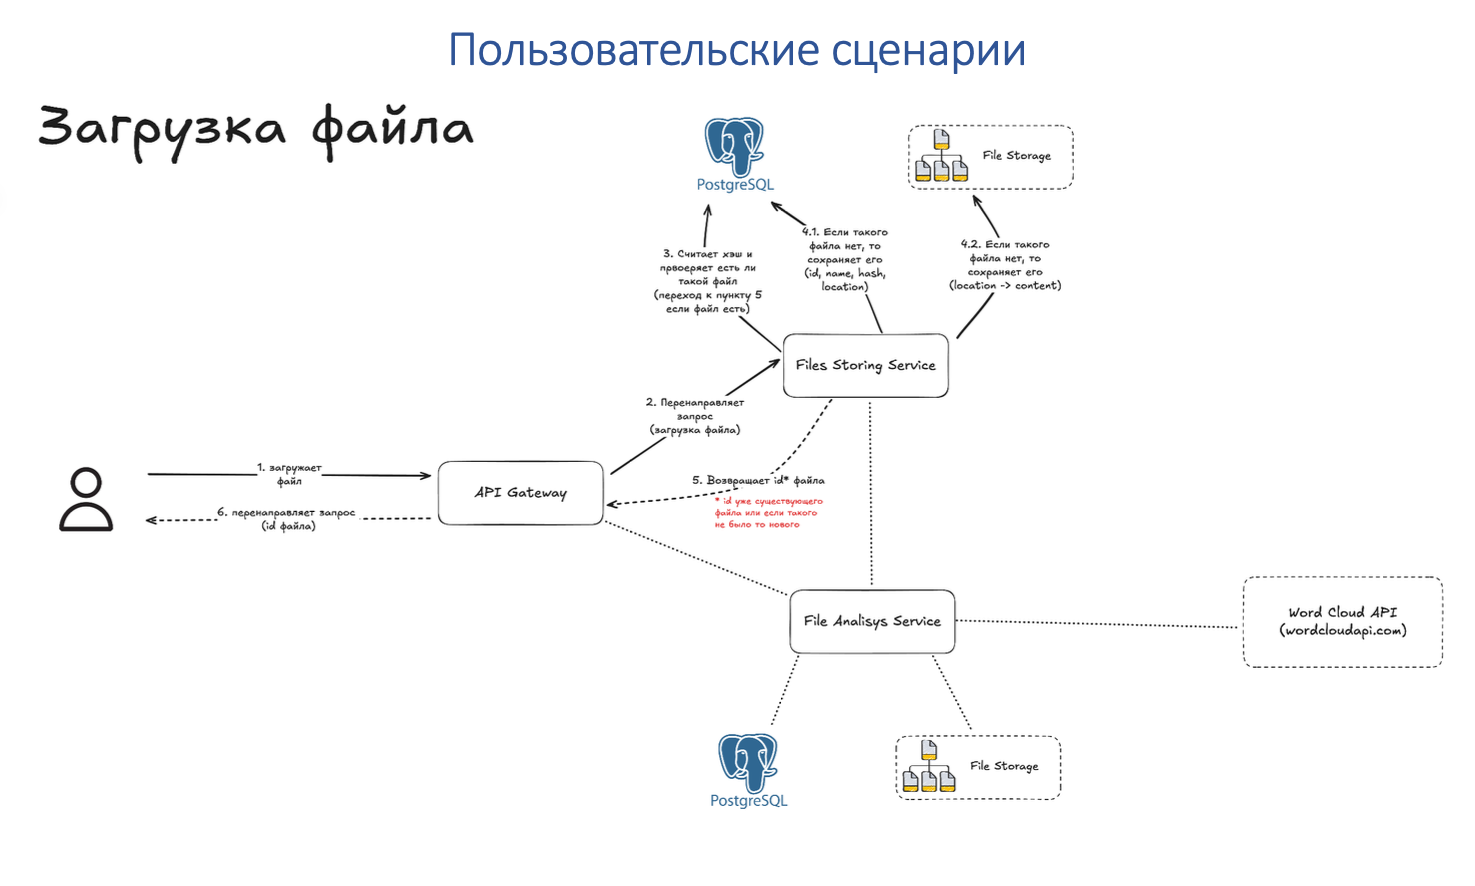 Пользовательские сценарии
Загрузка файла
PostgreSQL
File Storage
3. Считает хэш и
првоеряет есть ли
такой файл
(переход к пункту 5
если файл есть)
4.1. Если такого
файла нет, то
сохраняет его
(id, name, hash,
location)
4.2. Если такого
файла нет, то
сохраняет его
(location -> content)
Files Storing Service
2. Перенаправляет
запрос
(загрузка файла)
1. загружает
файл
API Gateway
6. перенаправляет запрос
(id файла)
5. Возвращает id* файла
* id уже существующего
файла или если такого
не было то нового
File Analisys Service
Word Cloud API
(wordcloudapi.com)
PostgreSQL
File Storage